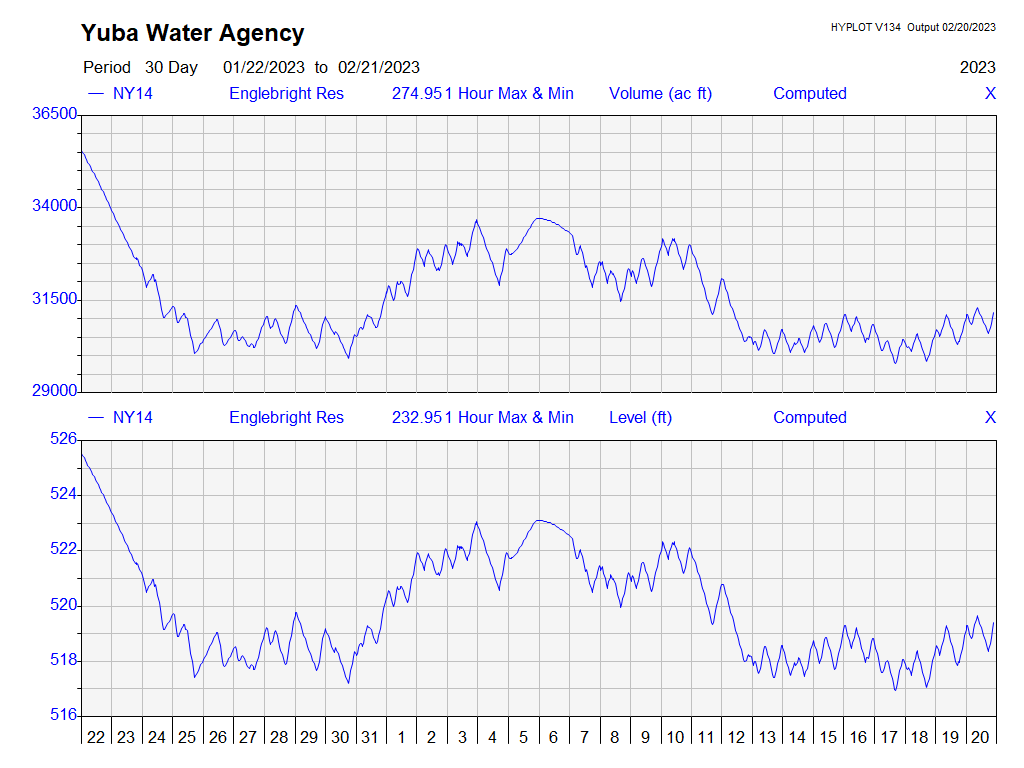 Yuba Water Agency
HYPLOT V134 Output 02/20/2023
Period 30 Day 01/22/2023 to 02/21/2023 2023
NY14 Englebright Res 274.951 Hour Max & Min Volume (ac ft) Computed X
36500
34000
31500
29000
NY14 Englebright Res 232.951 Hour Max & Min Level (ft) Computed X
526
524
522
520
518
516
22 23 24 25 26 27 28 29 30 31 1 2 3 4 5 6 7 8 9 10 11 12 13 14 15 16 17 18 19 20